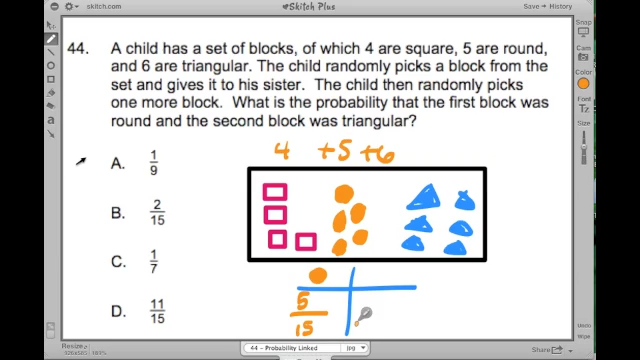 skitch.com
Skitch Plus
Save → History
44. A child has a set of blocks, of which 4 are square, 5 are round,
and 6 are triangular. The child randomly picks a block from the
set and gives it to his sister. The child then randomly picks
one more block. What is the probability that the first block was
round and the second block was triangular?
4 +5 +6
A. 1/9
B. 2/15
C. 1/7
D. 11/15
5/15
Snap
Color
Font
Tz
Size
Undo
Wipe
Resize
44 - Probability Linked
JPG
Share